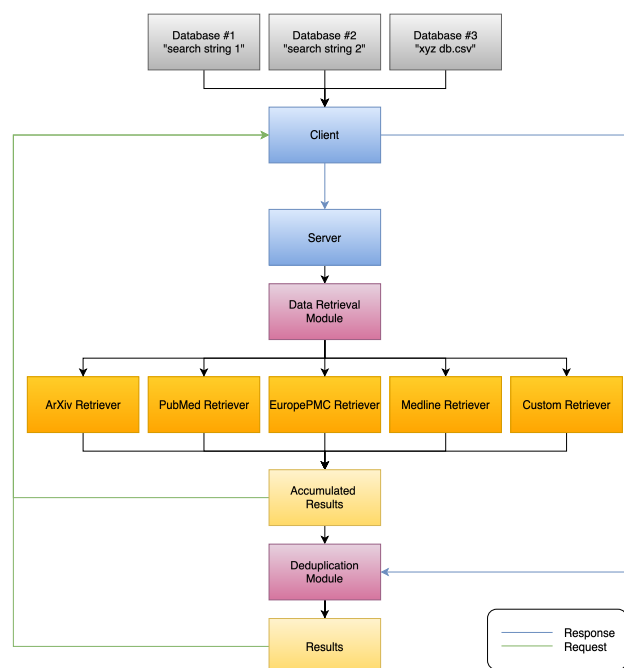 Database #1
"search string 1"
Database #2
"search string 2"
Database #3
"xyz db.csv"
Client
Server
Data Retrieval
Module
ArXiv Retriever
PubMed Retriever
EuropePMC Retriever
Medline Retriever
Custom Retriever
Accumulated
Results
Deduplication
Module
Results
Response
Request